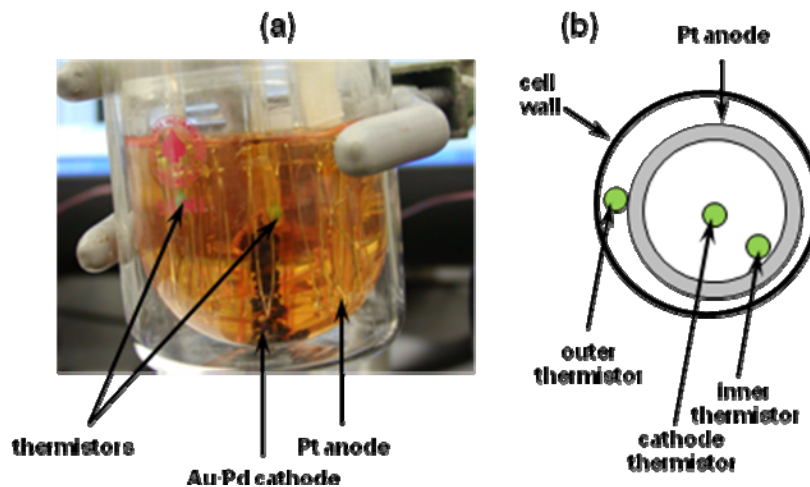 (a)
(b)
Pt anode
cell
wall
outer
thermistor
inner
thermistor
cathode
thermistor
thermistors
Pt anode
Au-Pd cathode